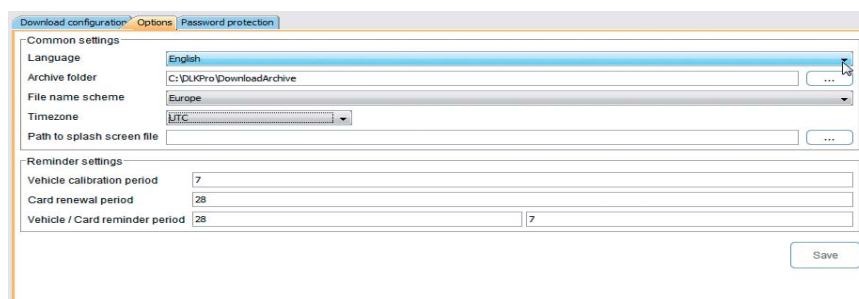 Download configuration Options Password protection
Common settings
Language English
Archive folder C:\DLKPro\DownloadArchive ...
File name scheme Europe
Timezone UTC
Path to splash screen file ...
Reminder settings
Vehicle calibration period 7
Card renewal period 28
Vehicle / Card reminder period 28 7
Save